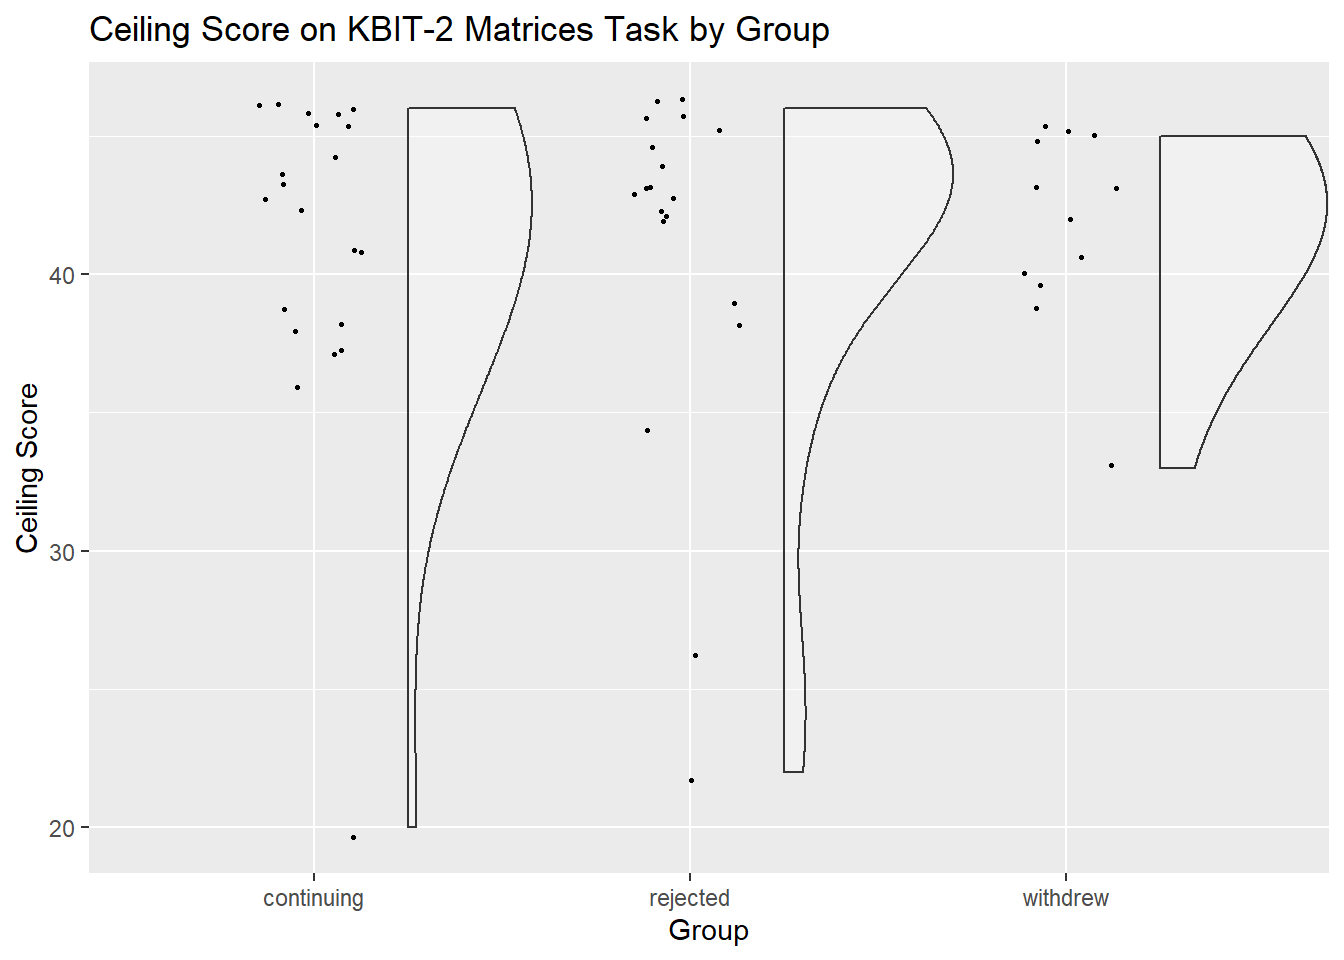 Ceiling Score on KBIT-2 Matrices Task by Group
Ceiling Score
40
30
20
continuing rejected withdrew
Group